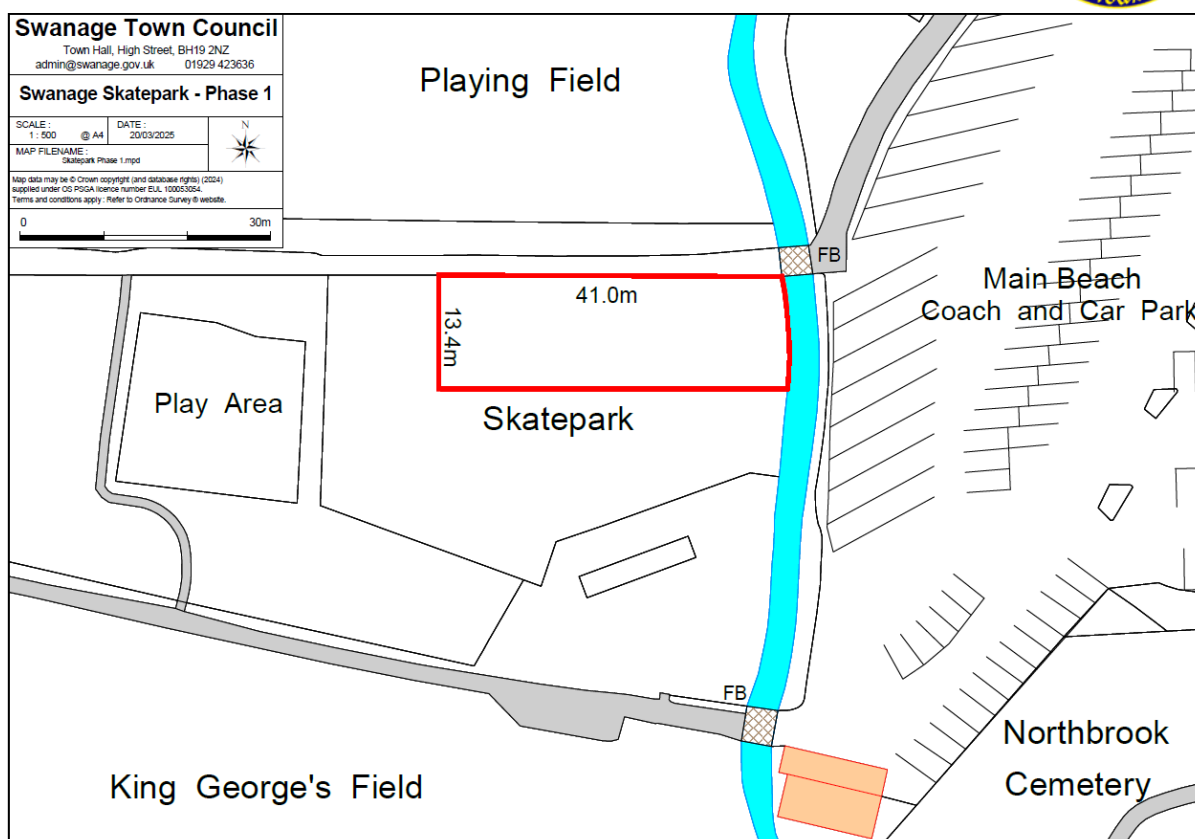 Swanage Town Council
Town Hall, High Street, BH19 2NZ
admin@swanage.gov.uk 01929 423636
Swanage Skatepark - Phase 1
SCALE :
1 : 500 @ A4
DATE :
20/03/2025
N
MAP FILENAME :
Skatepark Phase 1.mpd
Map data may be © Crown copyright (and database rights) (2024)
supplied under OS PSGA licence number EUL 100053054.
Terms and conditions apply : Refer to Ordnance Survey ® website.
0 30m
Playing Field
FB
Main Beach
Coach and Car Park
41.0m
13.4m
Play Area
Skatepark
FB
Northbrook
Cemetery
King George's Field